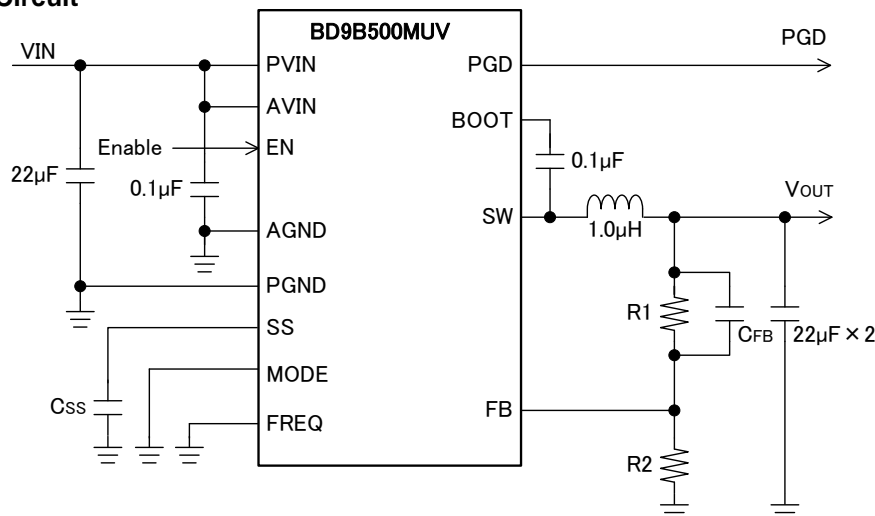 Circuit
BD9B500MUV
VIN
PVIN
PGD
PGD
AVIN
BOOT
Enable
EN
22µF
0.1µF
0.1µF
SW
VOUT
1.0µH
AGND
PGND
R1
CFB
22µF×2
SS
MODE
CSS
FB
FREQ
R2